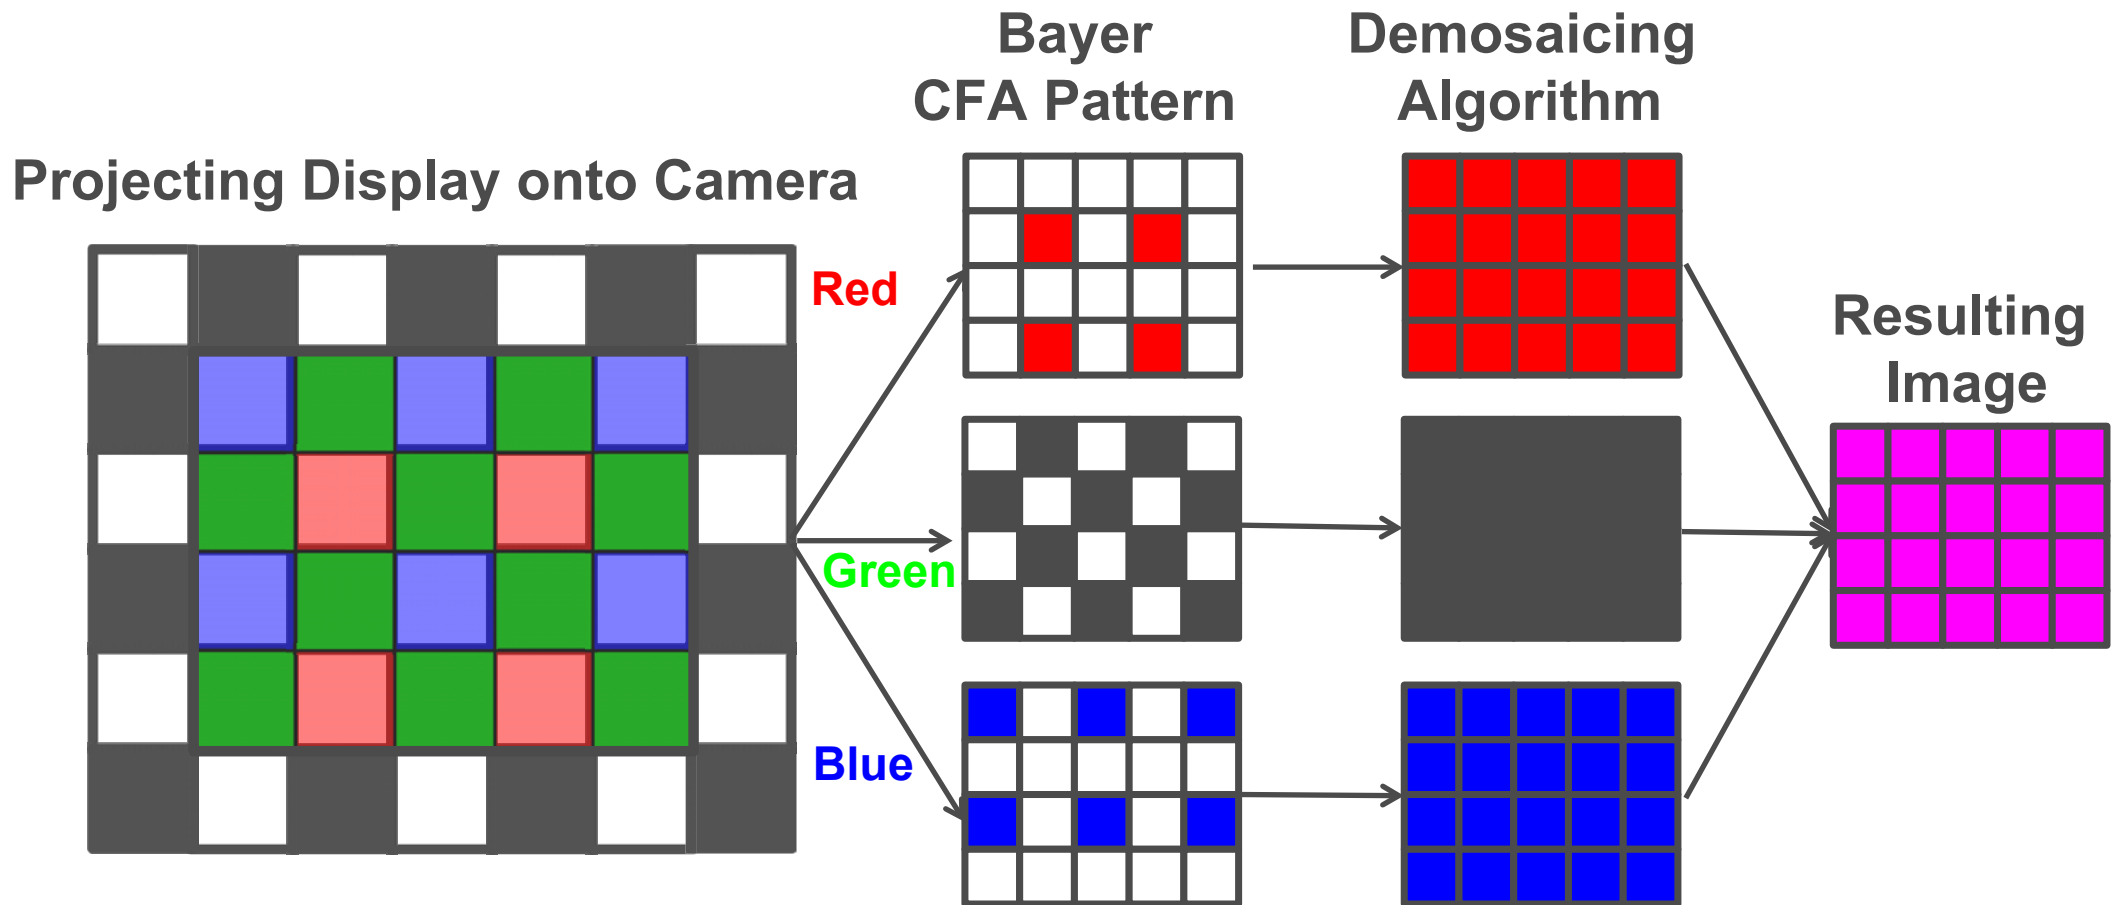 Projecting Display onto Camera
Bayer
CFA Pattern
Demosaicing
Algorithm
Red
Green
Blue
Resulting
Image